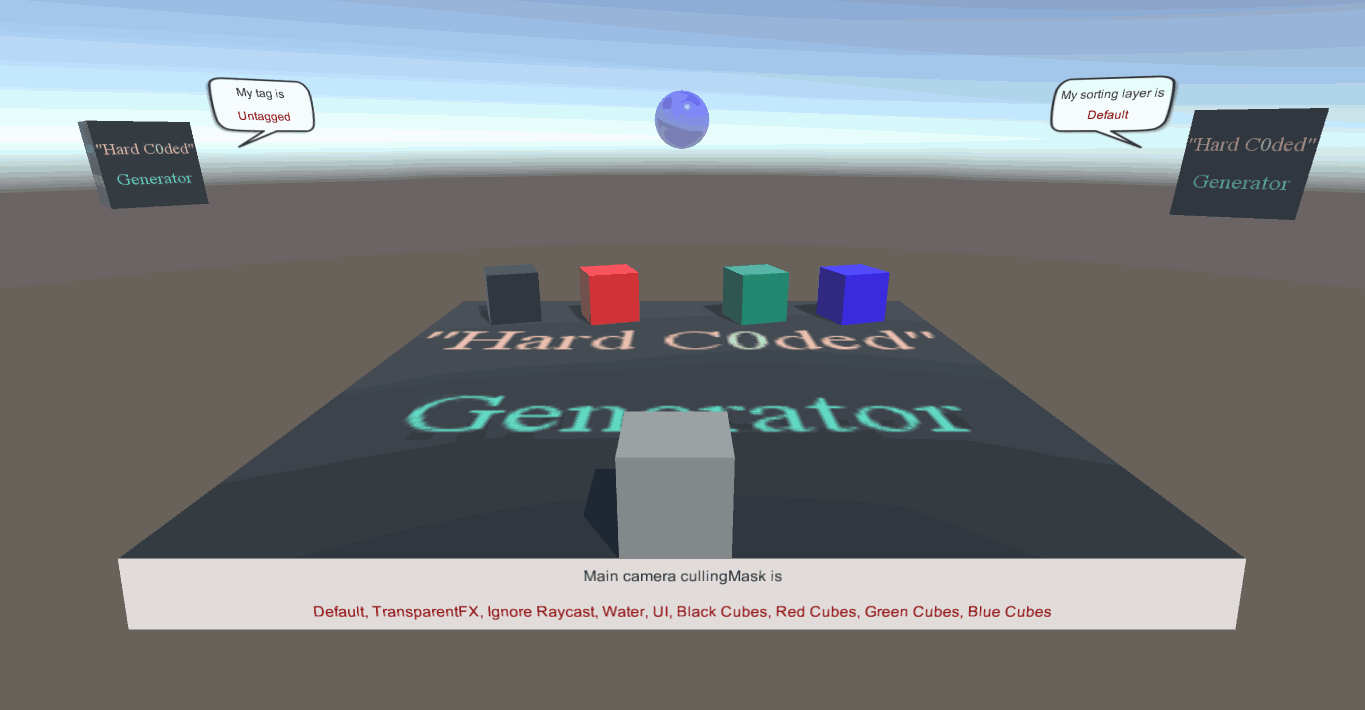 My tag is
Untagged
My sorting layer is
Default
"Hard C0ded"
Generator
"Hard C0ded"
Generator
"Hard C0ded"
Generator
Main camera cullingMask is
Default, TransparentFX, Ignore Raycast, Water, UI, Black Cubes, Red Cubes, Green Cubes, Blue Cubes